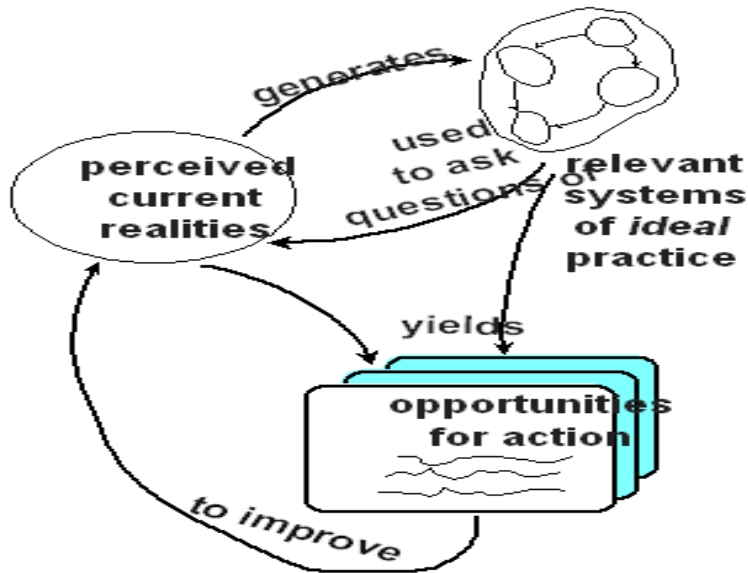 generates
used
to ask
questions of
perceived
current
realities
relevant
systems
of ideal
practice
yields
opportunities
for action
to improve